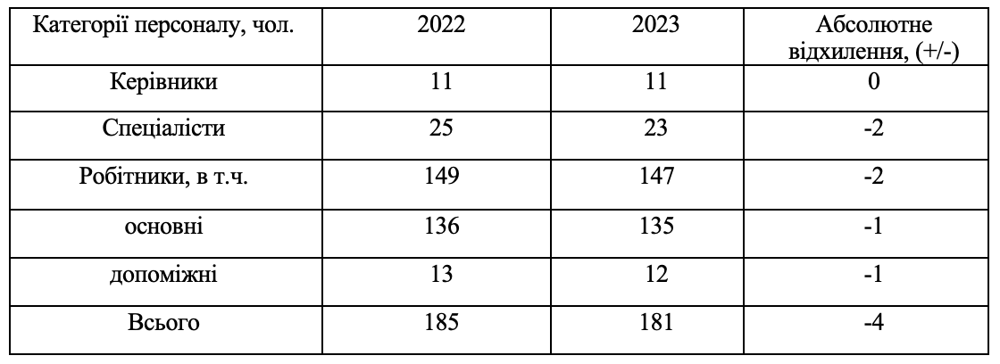 Категорії персоналу, чол. 2022 2023 Абсолютне
відхилення, (+/-)
Керівники 11 11 0
Спеціалісти 25 23 -2
Робітники, в т.ч. 149 147 -2
основні 136 135 -1
допоміжні 13 12 -1
Всього 185 181 -4